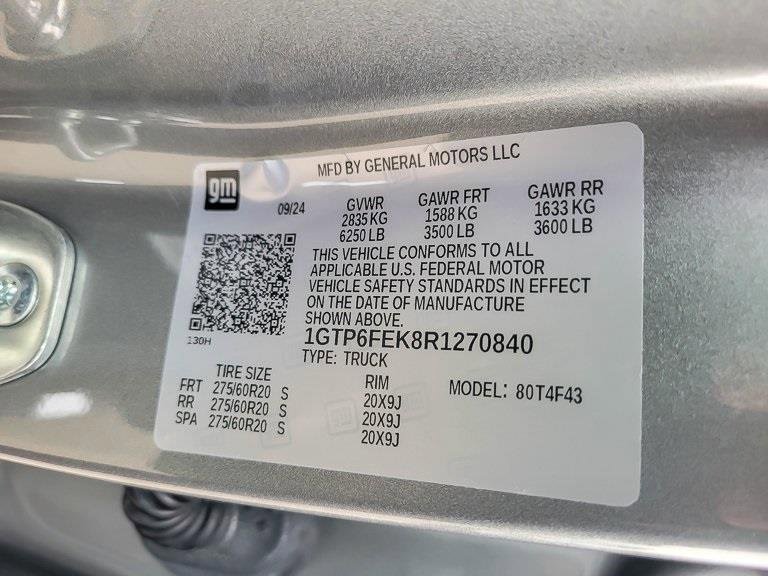 gm
MFD BY GENERAL MOTORS LLC
09/24
GVWR GAWR FRT GAWR RR
2835 KG 1588 KG 1633 KG
6250 LB 3500 LB 3600 LB
THIS VEHICLE CONFORMS TO ALL
APPLICABLE U.S. FEDERAL MOTOR
VEHICLE SAFETY STANDARDS IN EFFECT
ON THE DATE OF MANUFACTURE
SHOWN ABOVE.
130H
1GTP6FEK8R1270840
TYPE: TRUCK
TIRE SIZE RIM MODEL: 80T4F43
FRT 275/60R20 S 20X9J
RR 275/60R20 S 20X9J
SPA 275/60R20 S 20X9J